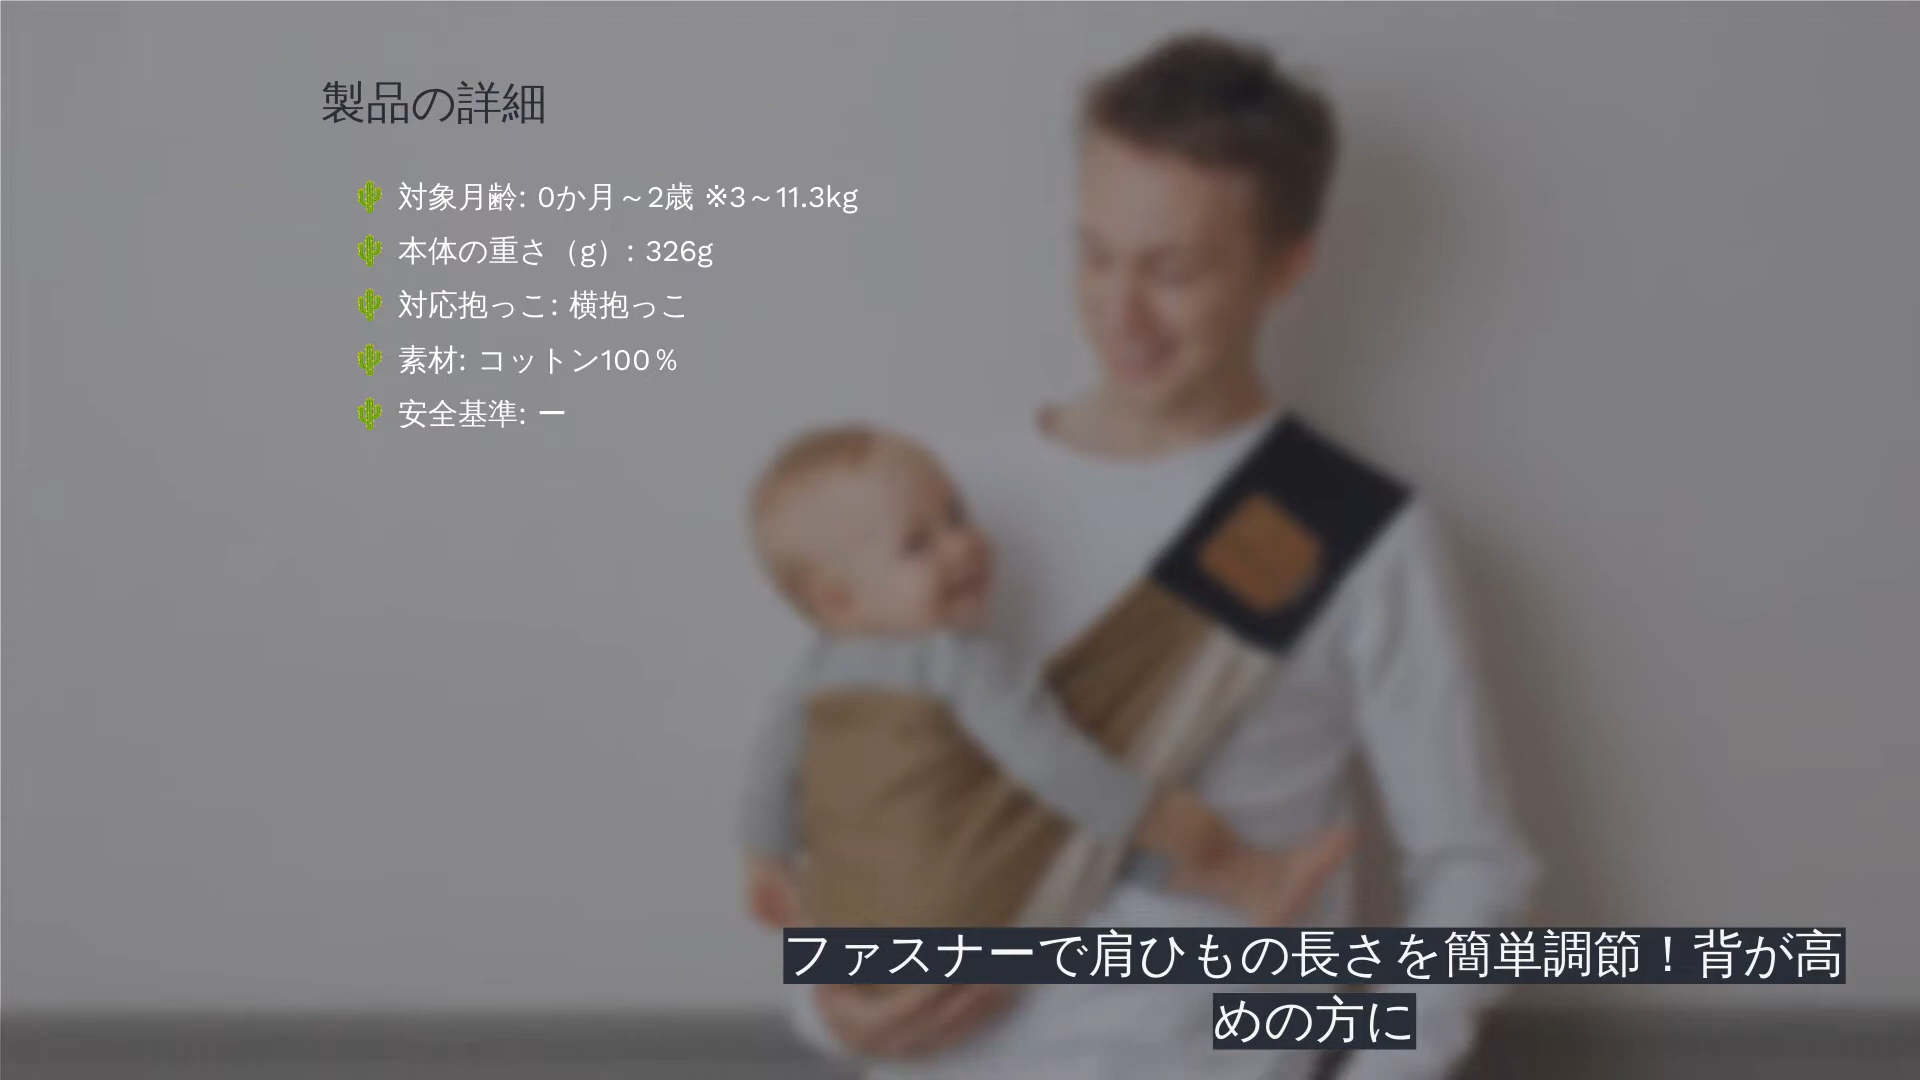 製品の詳細
対象月齢: 0か月～2歳 ※3～11.3kg
本体の重さ（g）: 326g
対応抱っこ: 横抱っこ
素材: コットン100％
安全基準: ー
ファスナーで肩ひもの長さを簡単調節！背が高
めの方に